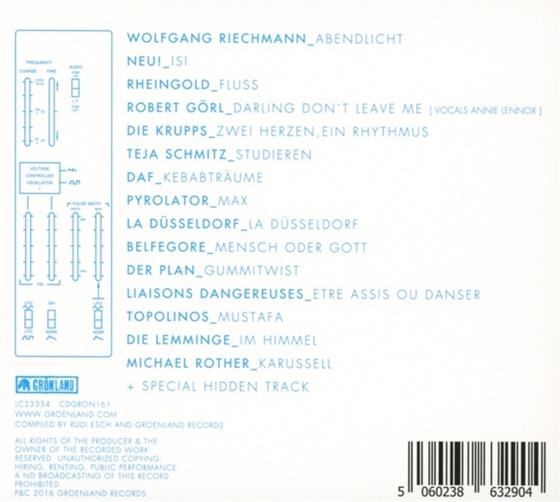 WOLFGANG RIECHMANN_ABENDLICHT
NEU!_ISI
RHEINGOLD_FLUSS
ROBERT GÖRL_DARLING DON'T LEAVE ME [ VOCALS ANNIE LENNOX ]
DIE KRUPPS_ZWEI HERZEN, EIN RHYTHMUS
TEJA SCHMITZ_STUDIEREN
DAF_KEBABTRÄUME
PYROLATOR_MAX
LA DÜSSELDORF_LA DÜSSELDORF
BELFEGORE_MENSCH ODER GOTT
DER PLAN_GUMMITWIST
LIAISONS DANGEREUSES_ETRE ASSIS OU DANSER
TOPOLINOS_MUSTAFA
DIE LEMMINGE_IM HIMMEL
MICHAEL ROTHER_KARUSSELL
+ SPECIAL HIDDEN TRACK
FREQUENCY
COARSE FINE
AUDIO
LF
VOLTAGE
CONTROLLED
OSCILLATOR
1
PULSE WIDTH
GRÖNLAND
LC23354 CDGRON161
WWW.GROENLAND.COM
COMPILED BY RUDI ESCH AND GROENLAND RECORDS
ALL RIGHTS OF THE PRODUCER & THE
OWNER OF THE RECORDED WORK
RESERVED. UNAUTHORIZED COPYING,
HIRING, RENTING, PUBLIC PERFORMANCE
A ND BROADCASTING OF THIS RECORD
PROHIBITED.
P&C 2016 GROENLAND RECORDS
5 060238 632904